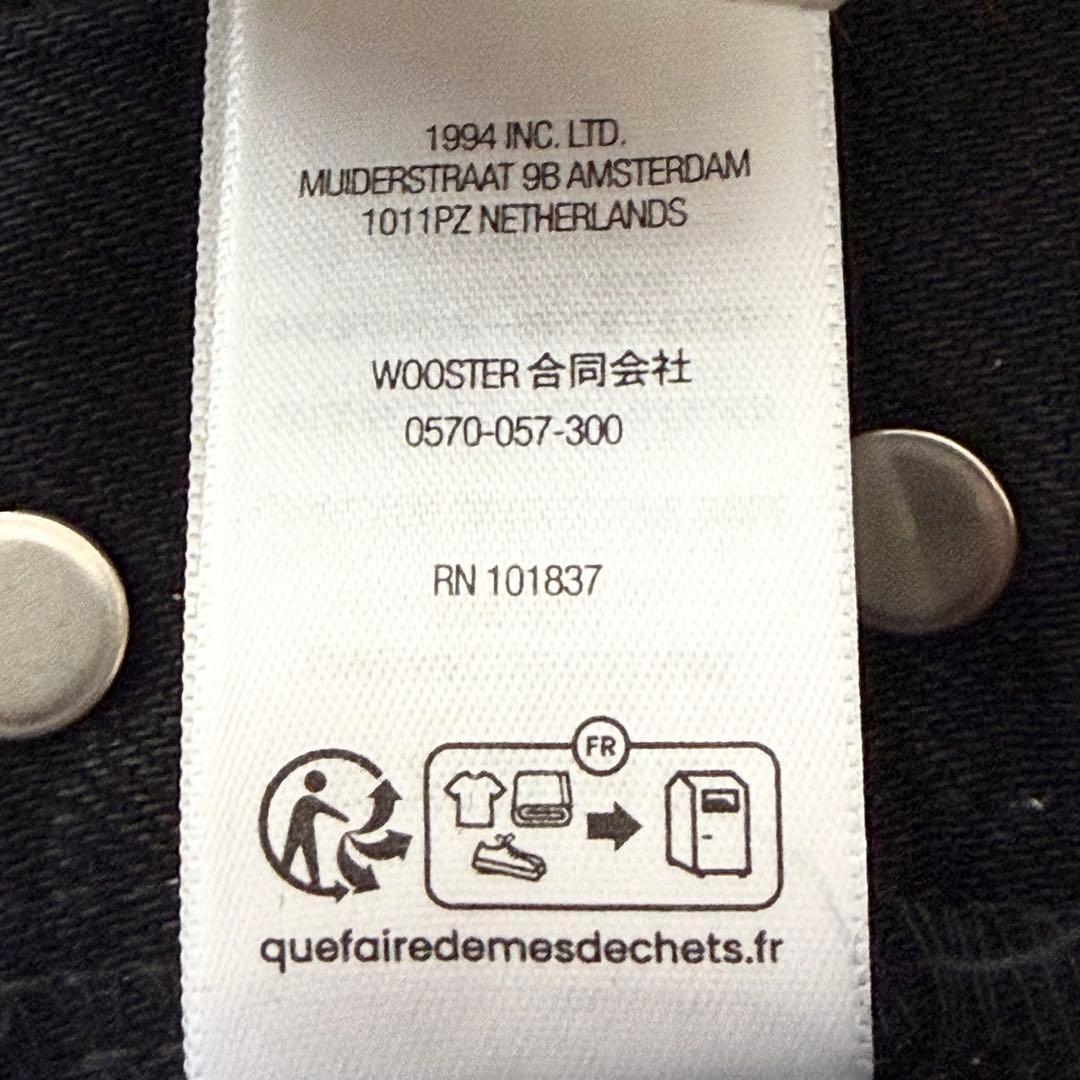 1994 INC. LTD.
MUIDERSTRAAT 9B AMSTERDAM
1011PZ NETHERLANDS
WOOSTER 合同会社
0570-057-300
RN 101837
FR
quefairedemesdechets.fr